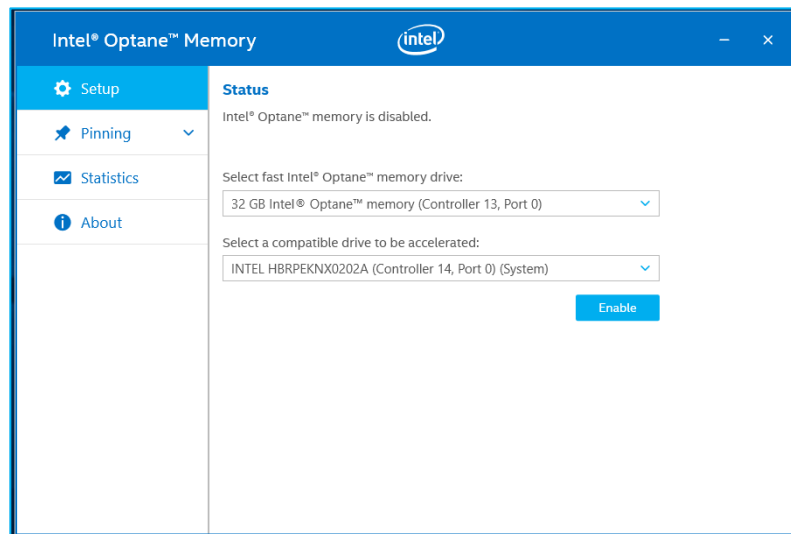 Intel® Optane™ Memory
intel
Setup
Pinning
Statistics
About
Status
Intel® Optane™ memory is disabled.
Select fast Intel® Optane™ memory drive:
32 GB Intel® Optane™ memory (Controller 13, Port 0)
Select a compatible drive to be accelerated:
INTEL HBRPEKNX0202A (Controller 14, Port 0) (System)
Enable